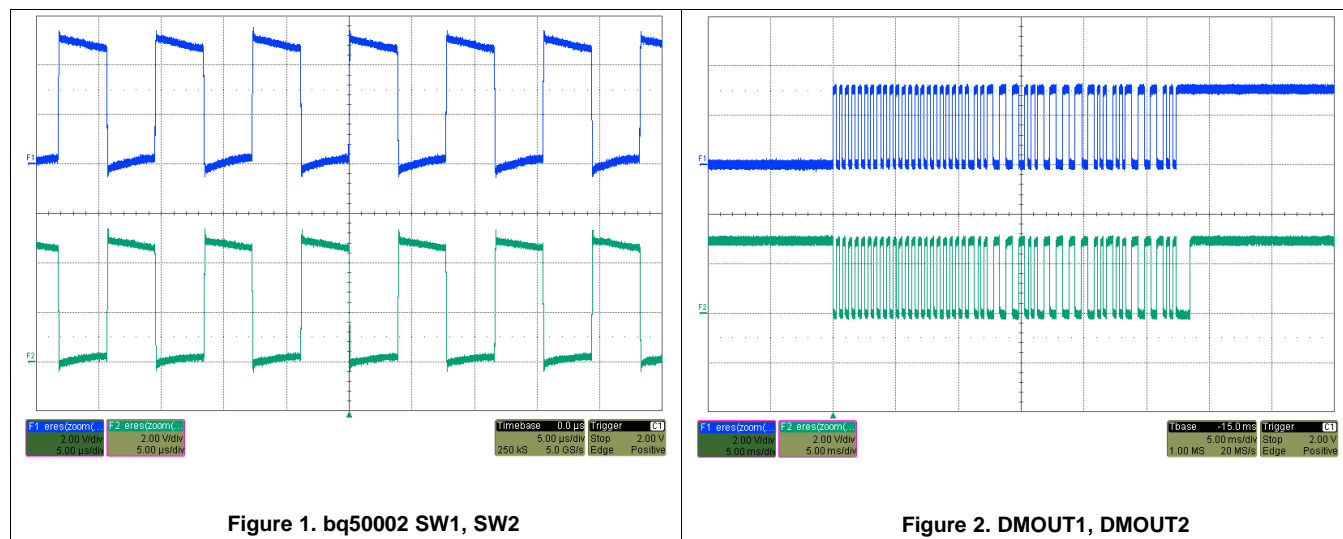 F1
F2
F1 eres(zoom(...
2.00 V/div
5.00 µs/div
F2 eres(zoom(...
2.00 V/div
5.00 µs/div
Timebase 0.0 µs
5.00 µs/div
250 kS 5.0 GS/s
Trigger C1
Stop 2.00 V
Edge Positive
Figure 1. bq50002 SW1, SW2
F1
F2
F1 eres(zoom(...
2.00 V/div
5.00 ms/div
F2 eres(zoom(...
2.00 V/div
5.00 ms/div
Tbase -15.0 ms
5.00 ms/div
1.00 MS 20 MS/s
Trigger C1
Stop 2.00 V
Edge Positive
Figure 2. DMOUT1, DMOUT2